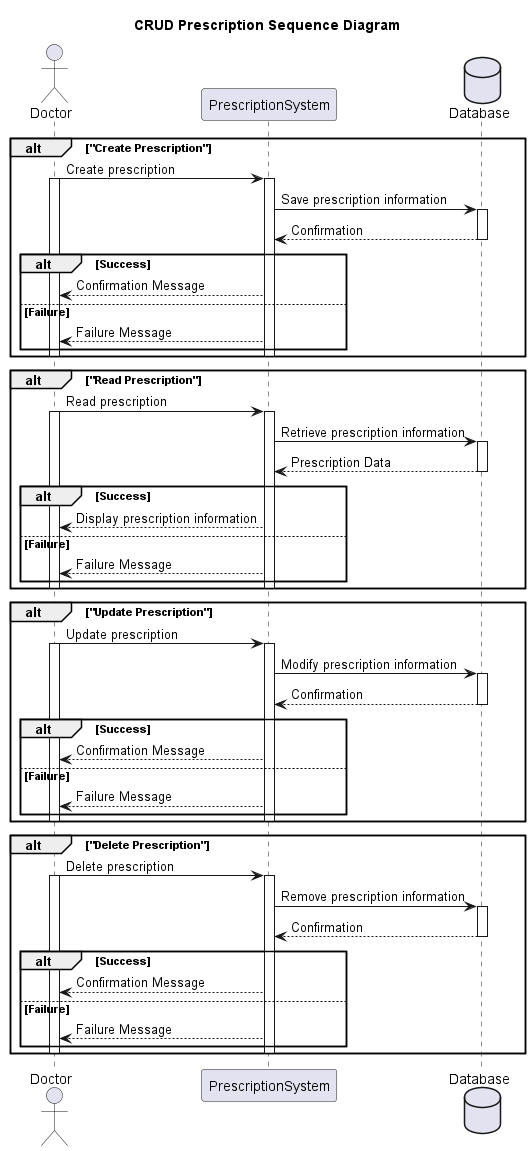 CRUD Prescription Sequence Diagram
Doctor
PrescriptionSystem
Database
alt ["Create Prescription"]
Create prescription
Save prescription information
Confirmation
alt [Success]
Confirmation Message
[Failure]
Failure Message
alt ["Read Prescription"]
Read prescription
Retrieve prescription information
Prescription Data
alt [Success]
Display prescription information
[Failure]
Failure Message
alt ["Update Prescription"]
Update prescription
Modify prescription information
Confirmation
alt [Success]
Confirmation Message
[Failure]
Failure Message
alt ["Delete Prescription"]
Delete prescription
Remove prescription information
Confirmation
alt [Success]
Confirmation Message
[Failure]
Failure Message
Doctor
PrescriptionSystem
Database